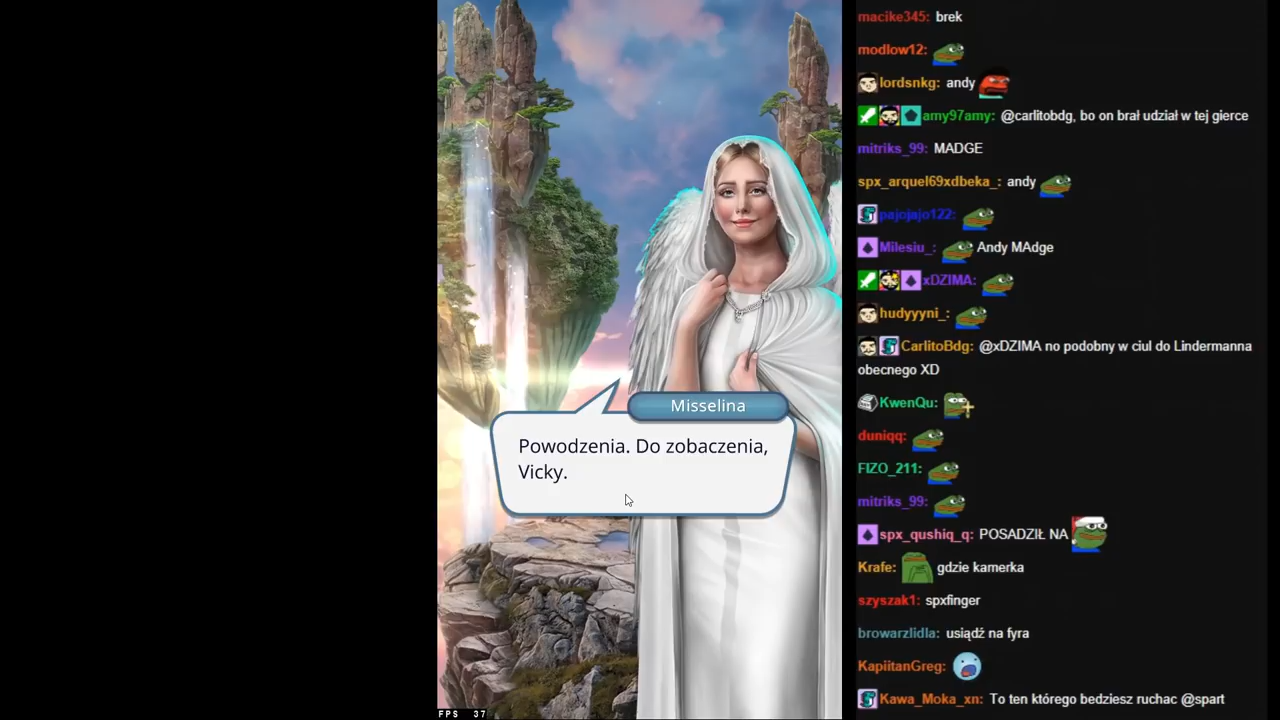 Misselina
Powodzenia. Do zobaczenia,
Vicky.
FPS 37
macike345: brek
modlow12:
lordsnkg: andy
amy97amy: @carlitobdg, bo on brał udział w tej gierce
mitriks_99: MADGE
spx_arquel69xdbeka_: andy
pajojajo122:
Milesiu_: Andy MAdge
xDZIMA:
hudyyyni_:
CarlitoBdg: @xDZIMA no podobny w ciul do Lindermanna
obecnego XD
KwenQu:
duniqq:
FIZO_211:
mitriks_99:
spx_qushiq_q: POSADZIŁ NA
Krafe: gdzie kamerka
szyszak1: spxfinger
browarzlidla: usiądź na fyra
KapiitanGreg:
Kawa_Moka_xn: To ten którego bedziesz ruchac @spart